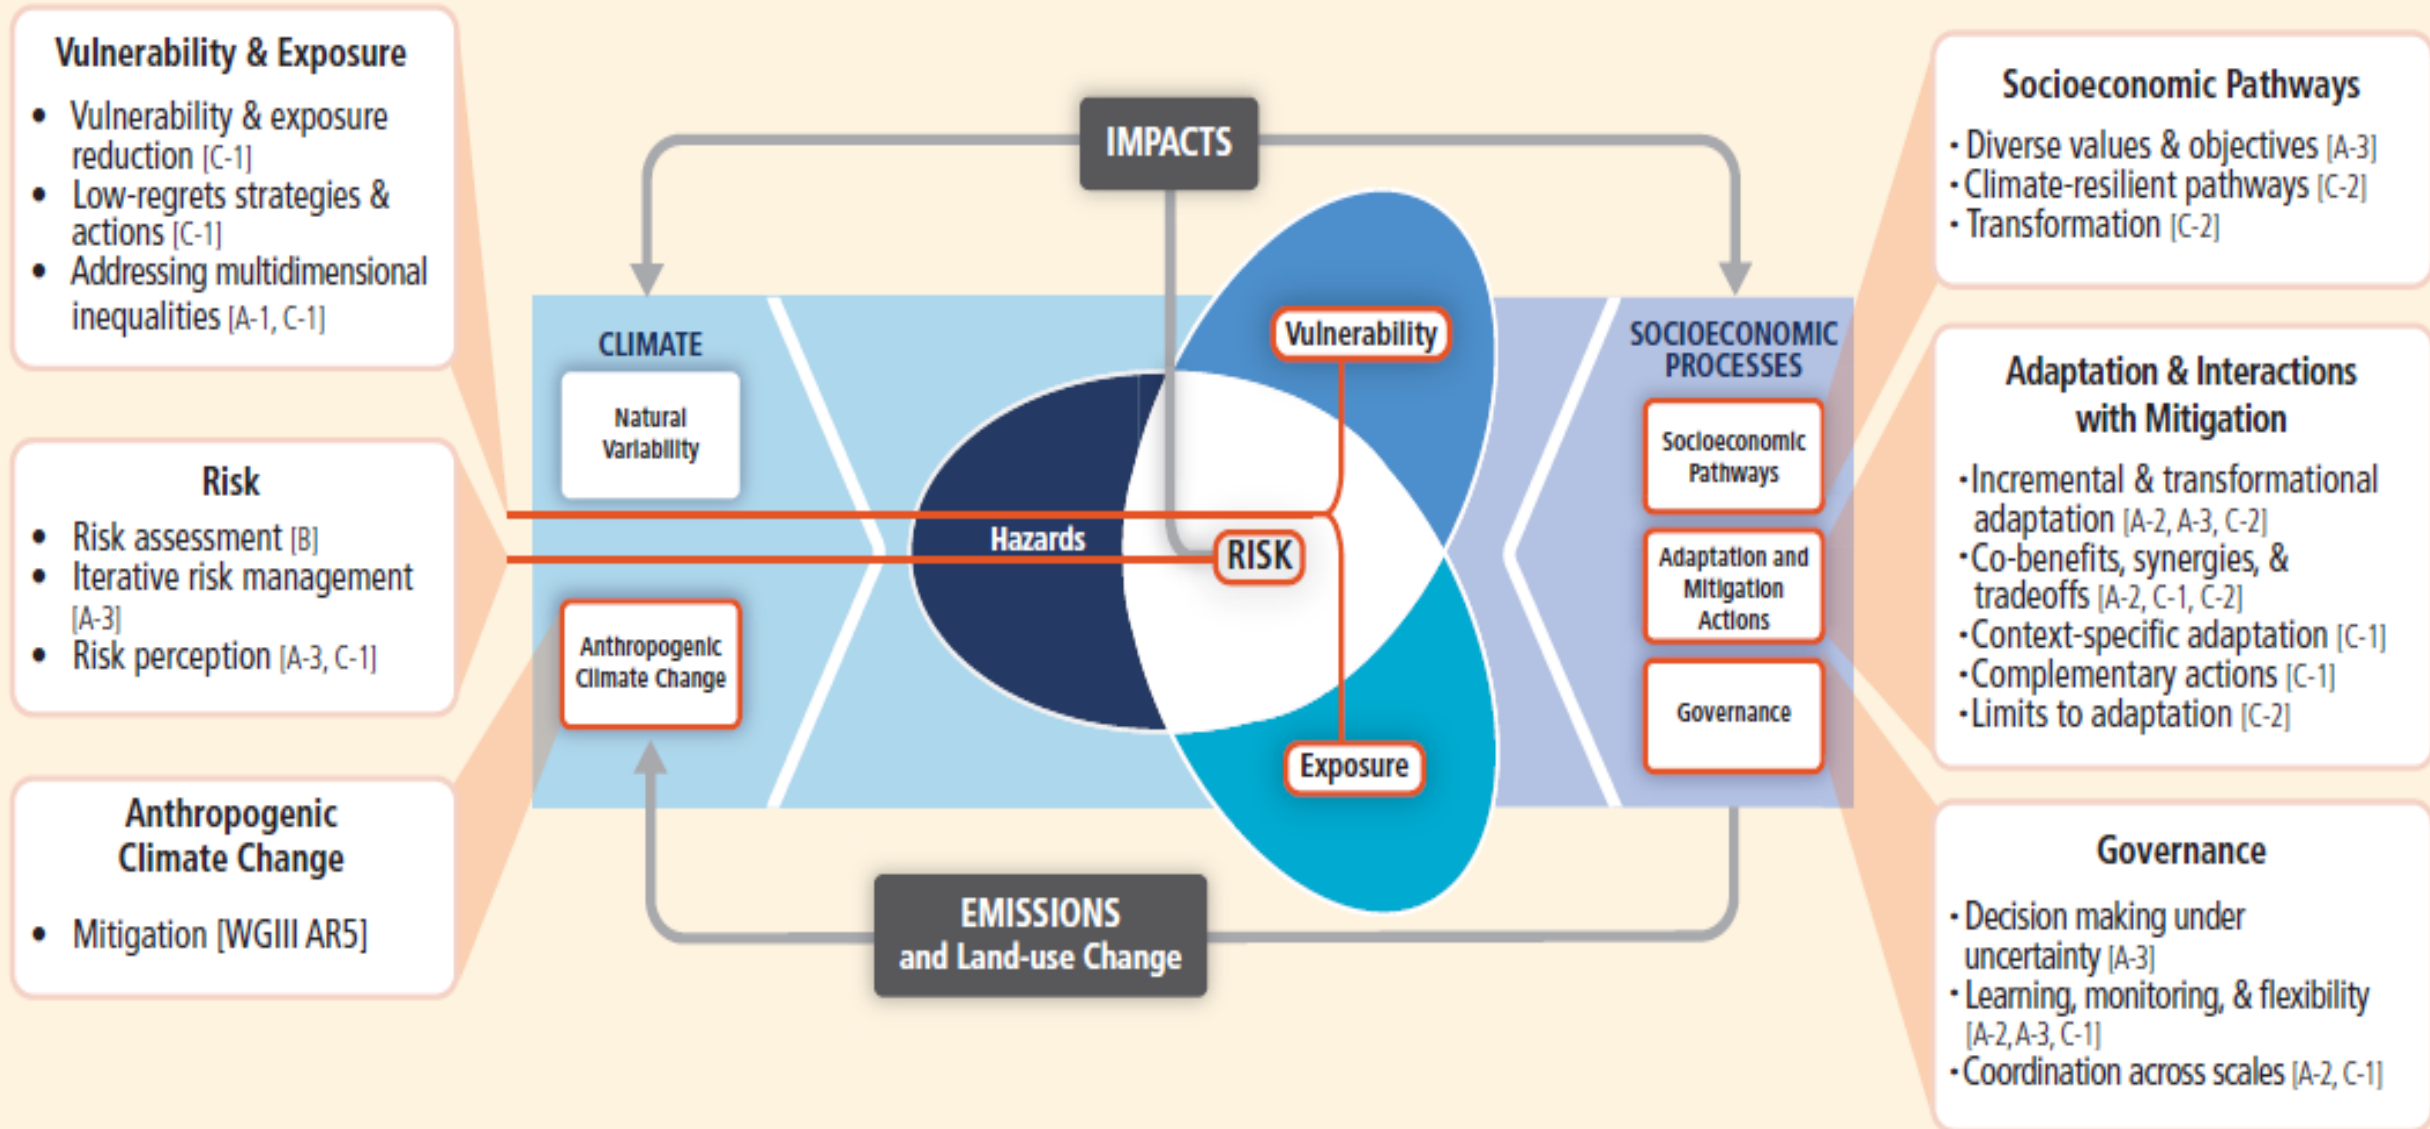 Vulnerability & Exposure
• Vulnerability & exposure
reduction [C-1]
• Low-regrets strategies &
actions [C-1]
• Addressing multidimensional
inequalities [A-1, C-1]
Risk
• Risk assessment [B]
• Iterative risk management
[A-3]
• Risk perception [A-3, C-1]
Anthropogenic
Climate Change
• Mitigation [WGIII AR5]
IMPACTS
CLIMATE
Natural
Variability
Anthropogenic
Climate Change
Hazards
Vulnerability
RISK
Exposure
EMISSIONS
and Land-use Change
SOCIOECONOMIC
PROCESSES
Socioeconomic
Pathways
Adaptation and
Mitigation
Actions
Governance
Socioeconomic Pathways
• Diverse values & objectives [A-3]
• Climate-resilient pathways [C-2]
• Transformation [C-2]
Adaptation & Interactions
with Mitigation
• Incremental & transformational
adaptation [A-2, A-3, C-2]
• Co-benefits, synergies, &
tradeoffs [A-2, C-1, C-2]
• Context-specific adaptation [C-1]
• Complementary actions [C-1]
• Limits to adaptation [C-2]
Governance
• Decision making under
uncertainty [A-3]
• Learning, monitoring, & flexibility
[A-2, A-3, C-1]
• Coordination across scales [A-2, C-1]